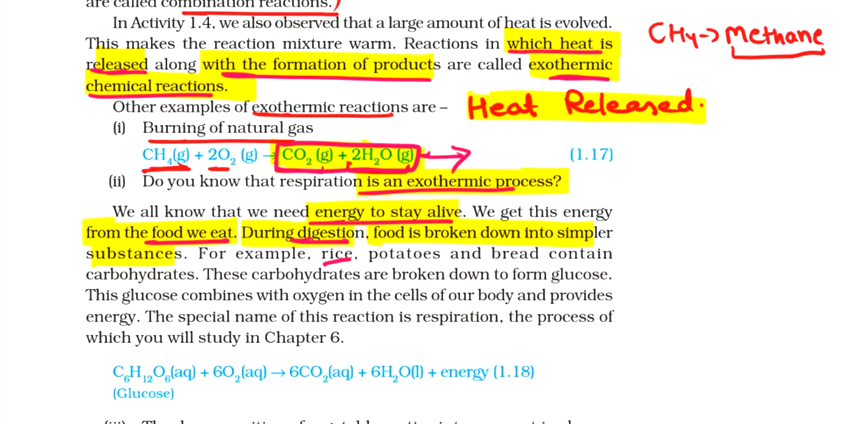 are called combination reactions.)
In Activity 1.4, we also observed that a large amount of heat is evolved.
This makes the reaction mixture warm. Reactions in which heat is
released along with the formation of products are called exothermic
chemical reactions.
CH₄→ Methane
Other examples of exothermic reactions are –
Heat Released.
(i) Burning of natural gas
CH₄(g) + 2O₂ (g) → CO₂ (g) + 2H₂O (g) → (1.17)
(ii) Do you know that respiration is an exothermic process?
We all know that we need energy to stay alive. We get this energy
from the food we eat. During digestion, food is broken down into simpler
substances. For example, rice, potatoes and bread contain
carbohydrates. These carbohydrates are broken down to form glucose.
This glucose combines with oxygen in the cells of our body and provides
energy. The special name of this reaction is respiration, the process of
which you will study in Chapter 6.
C₆H₁₂O₆(aq) + 6O₂(aq) → 6CO₂(aq) + 6H₂O(l) + energy (1.18)
(Glucose)